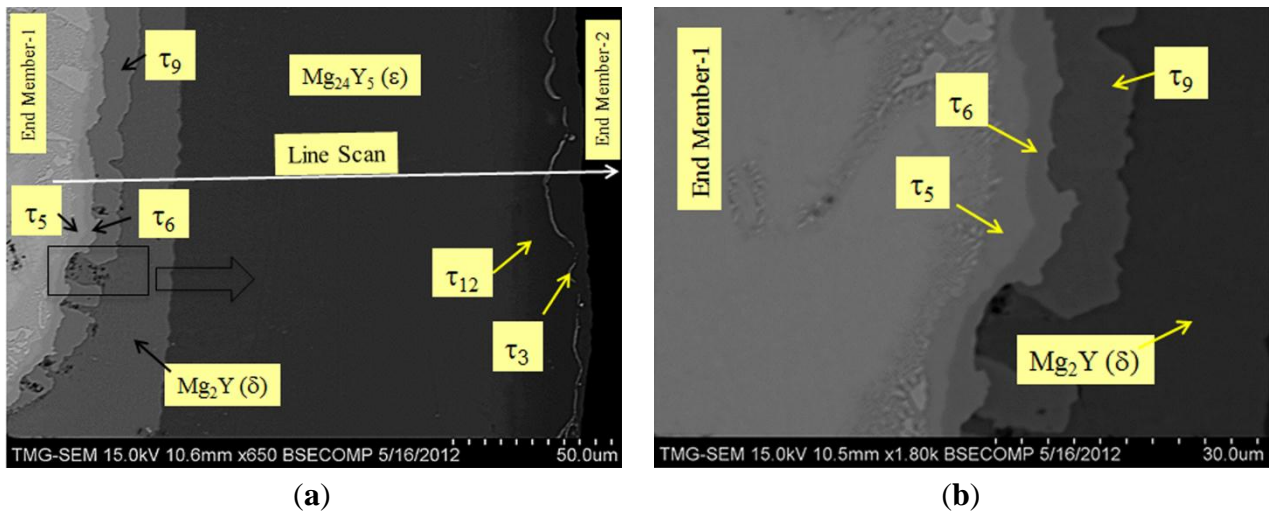 End Member-1
τ9
Mg24Y5 (ε)
End Member-2
Line Scan
τ5
τ6
τ12
τ3
Mg2Y (δ)
TMG-SEM 15.0kV 10.6mm x650 BSECOMP 5/16/2012
50.0um
(a)
End Member-1
τ9
τ6
τ5
Mg2Y (δ)
TMG-SEM 15.0kV 10.5mm x1.80k BSECOMP 5/16/2012
30.0um
(b)